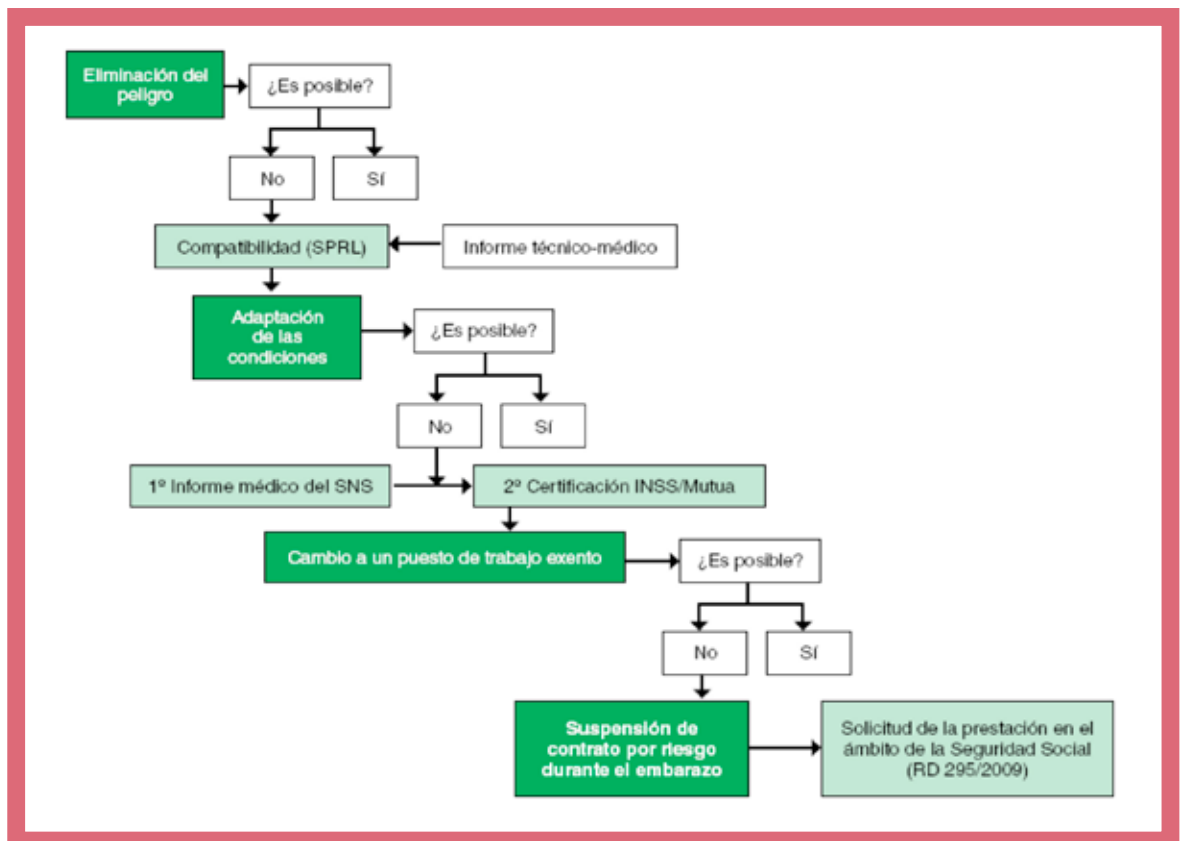 Eliminación del
peligro
¿Es posible?
No
Sí
Compatibilidad (SPRL)
Informe técnico-médico
Adaptación
de las
condiciones
¿Es posible?
No
Sí
1º Informe médico del SNS
2º Certificación INSS/Mutua
Cambio a un puesto de trabajo exento
¿Es posible?
No
Sí
Suspensión de
contrato por riesgo
durante el embarazo
Solicitud de la prestación en el
ámbito de la Seguridad Social
(RD 295/2009)